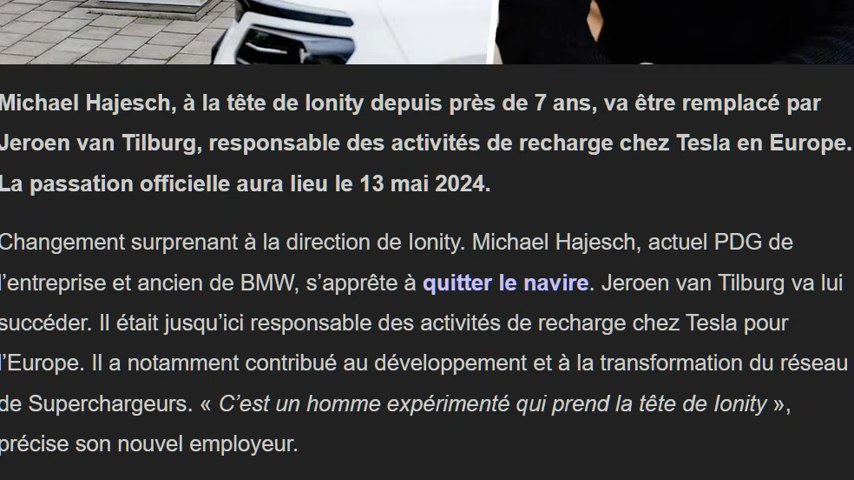 Michael Hajesch, à la tête de Ionity depuis près de 7 ans, va être remplacé par
Jeroen van Tilburg, responsable des activités de recharge chez Tesla en Europe.
La passation officielle aura lieu le 13 mai 2024.
Changement surprenant à la direction de Ionity. Michael Hajesch, actuel PDG de
l’entreprise et ancien de BMW, s’apprête à quitter le navire. Jeroen van Tilburg va lui
succéder. Il était jusqu’ici responsable des activités de recharge chez Tesla pour
l’Europe. Il a notamment contribué au développement et à la transformation du réseau
de Superchargeurs. « C’est un homme expérimenté qui prend la tête de Ionity »,
précise son nouvel employeur.